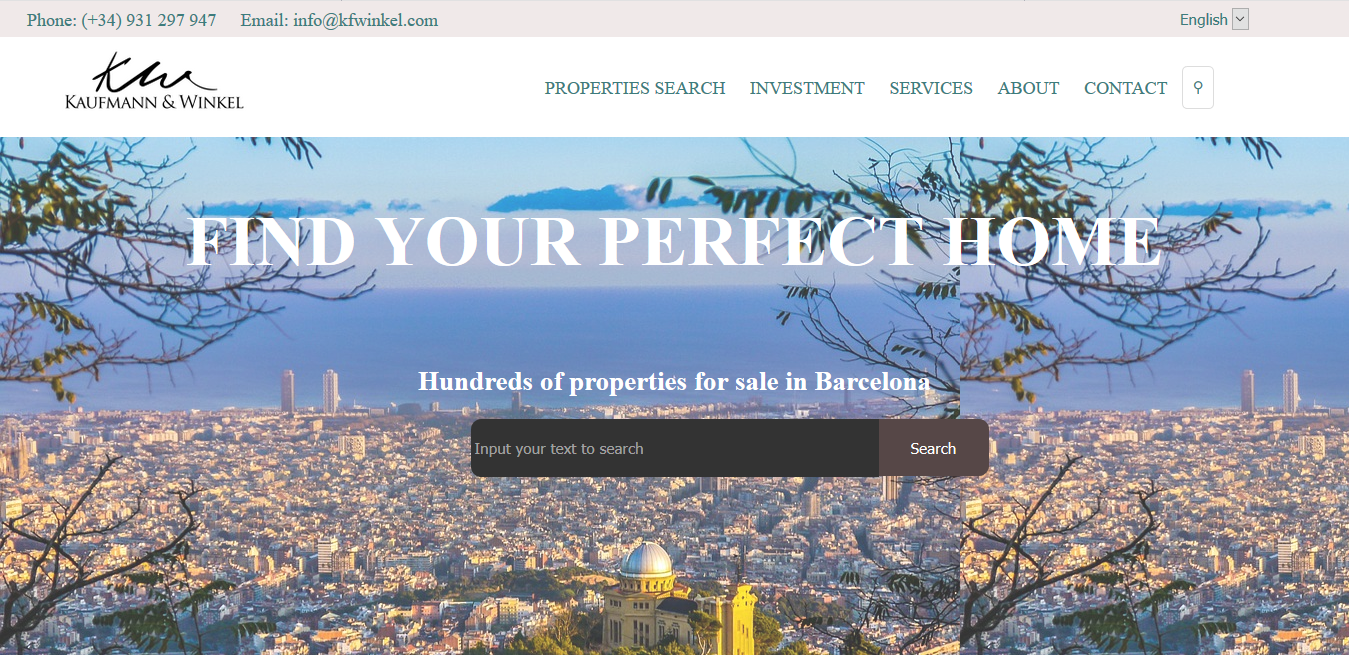 Phone: (+34) 931 297 947 Email: info@kfwinkel.com English
KW
KAUFMANN & WINKEL
PROPERTIES SEARCH INVESTMENT SERVICES ABOUT CONTACT
FIND YOUR PERFECT HOME
Hundreds of properties for sale in Barcelona
Input your text to search Search